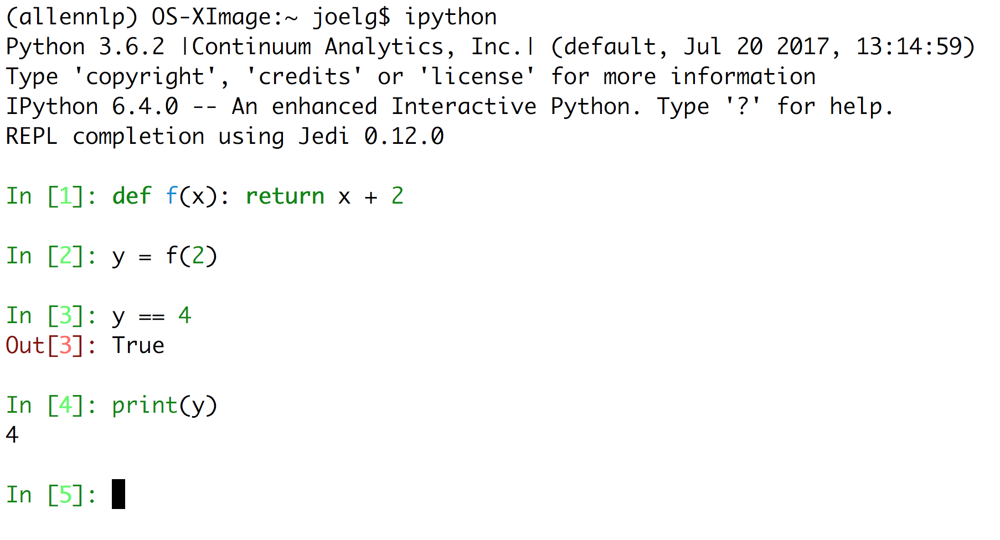 (allennlp) OS-XImage:~ joelg$ ipython
Python 3.6.2 |Continuum Analytics, Inc.| (default, Jul 20 2017, 13:14:59)
Type 'copyright', 'credits' or 'license' for more information
IPython 6.4.0 -- An enhanced Interactive Python. Type '?' for help.
REPL completion using Jedi 0.12.0
In [1]: def f(x): return x + 2
In [2]: y = f(2)
In [3]: y == 4
Out[3]: True
In [4]: print(y)
4
In [5]: